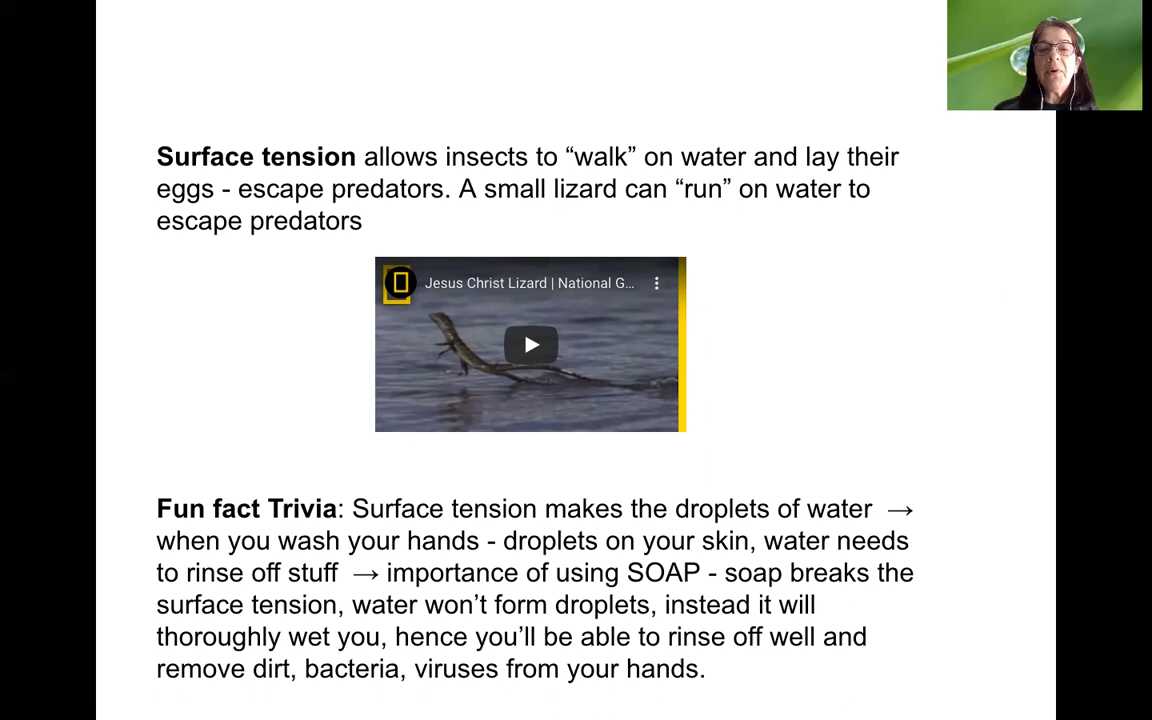 Surface tension allows insects to “walk” on water and lay their
eggs - escape predators. A small lizard can “run” on water to
escape predators
Jesus Christ Lizard | National G...
Fun fact Trivia: Surface tension makes the droplets of water →
when you wash your hands - droplets on your skin, water needs
to rinse off stuff → importance of using SOAP - soap breaks the
surface tension, water won’t form droplets, instead it will
thoroughly wet you, hence you’ll be able to rinse off well and
remove dirt, bacteria, viruses from your hands.